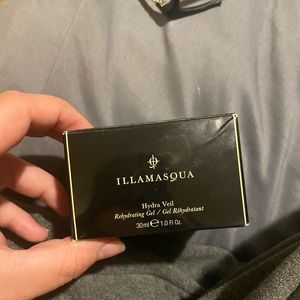 ILLAMASQUA
Hydra Veil
Rehydrating Gel / Gel Réhydratant
30ml ℮ 1.0 Fl. Oz.